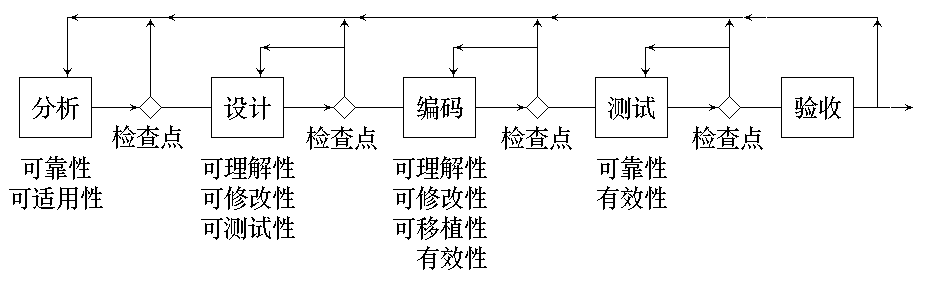 分析
设计
编码
测试
验收
检查点
检查点
检查点
检查点
可靠性
可适用性
可理解性
可修改性
可测试性
可理解性
可修改性
可移植性
有效性
可靠性
有效性